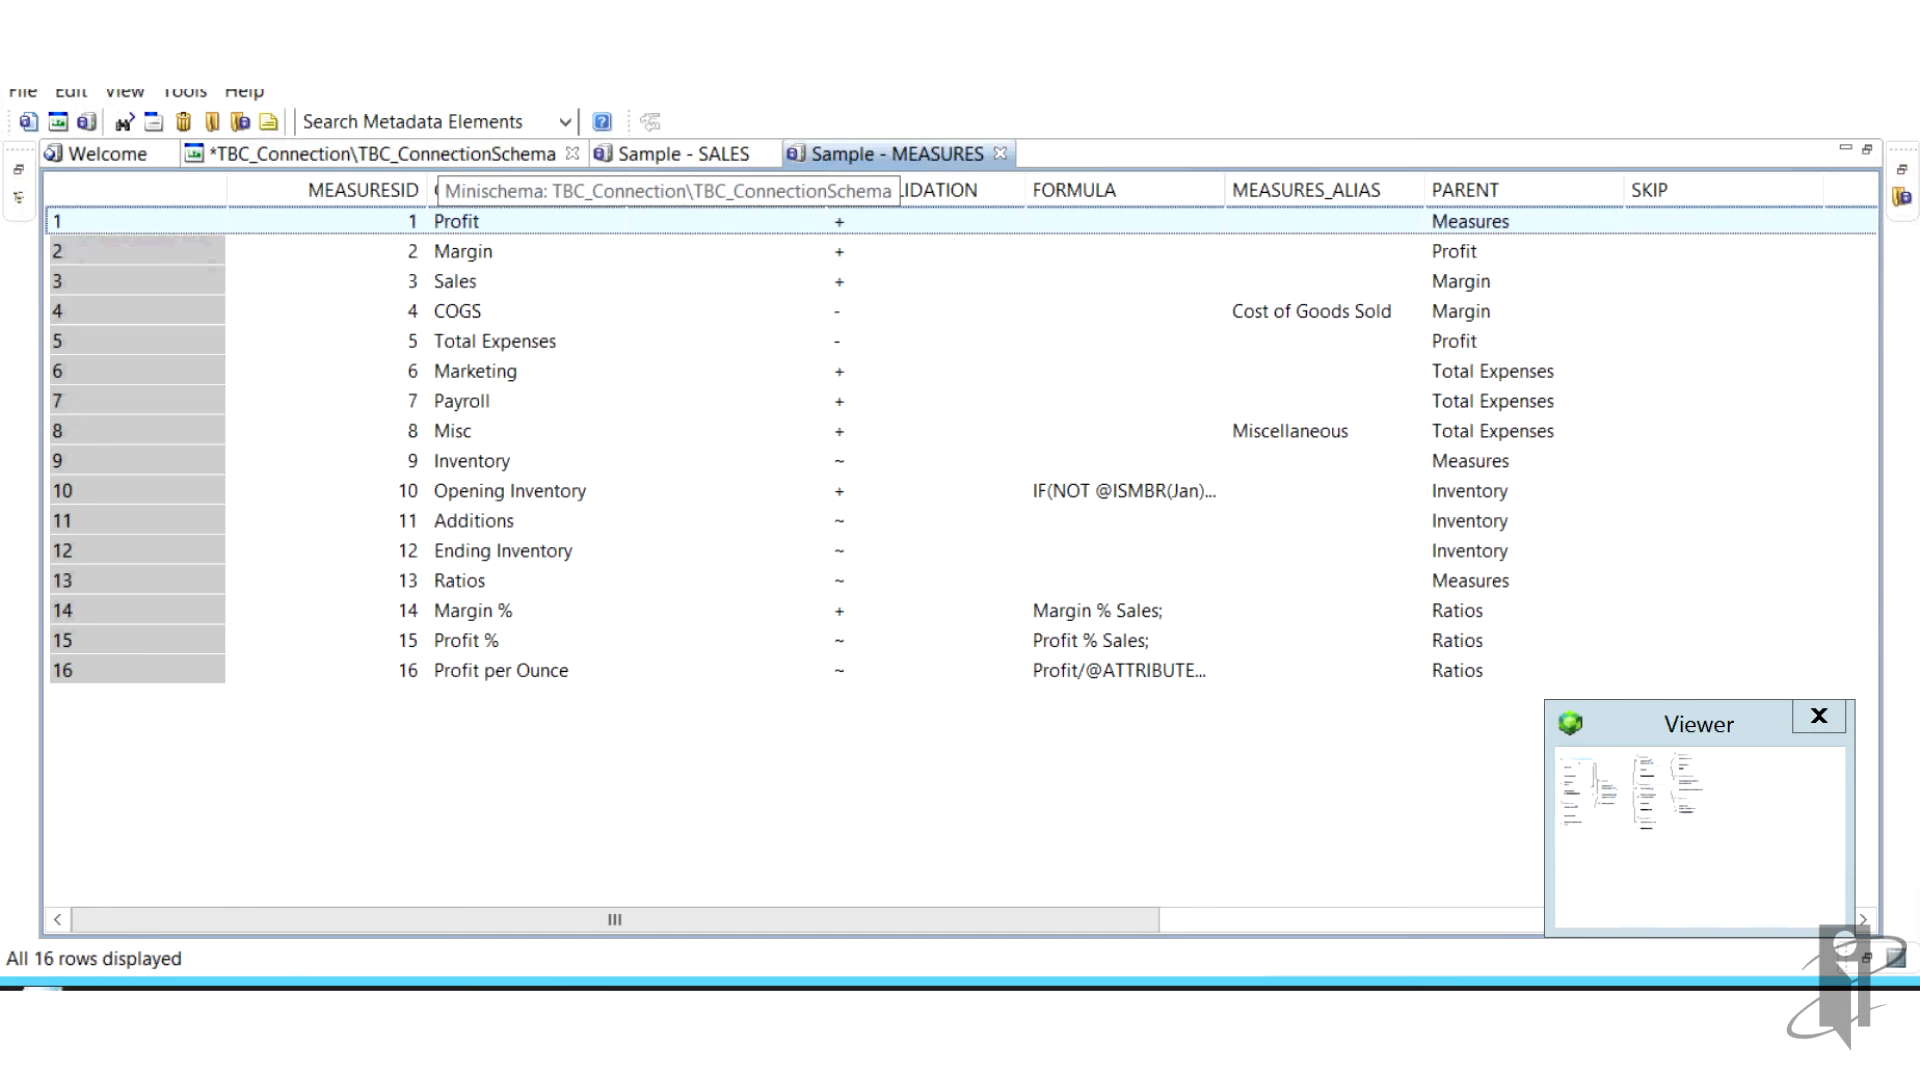 File Edit View Tools Help
Search Metadata Elements
Welcome *TBC_Connection\TBC_ConnectionSchema Sample - SALES Sample - MEASURES
MEASURESID Minischema: TBC_Connection\TBC_ConnectionSchema LIDATION FORMULA MEASURES_ALIAS PARENT SKIP
1 1 Profit + Measures
2 2 Margin + Profit
3 3 Sales + Margin
4 4 COGS - Cost of Goods Sold Margin
5 5 Total Expenses - Profit
6 6 Marketing + Total Expenses
7 7 Payroll + Total Expenses
8 8 Misc + Miscellaneous Total Expenses
9 9 Inventory ~ Measures
10 10 Opening Inventory + IF(NOT @ISMBR(Jan)... Inventory
11 11 Additions ~ Inventory
12 12 Ending Inventory ~ Inventory
13 13 Ratios ~ Measures
14 14 Margin % + Margin % Sales; Ratios
15 15 Profit % ~ Profit % Sales; Ratios
16 16 Profit per Ounce ~ Profit/@ATTRIBUTE... Ratios
Viewer X
All 16 rows displayed